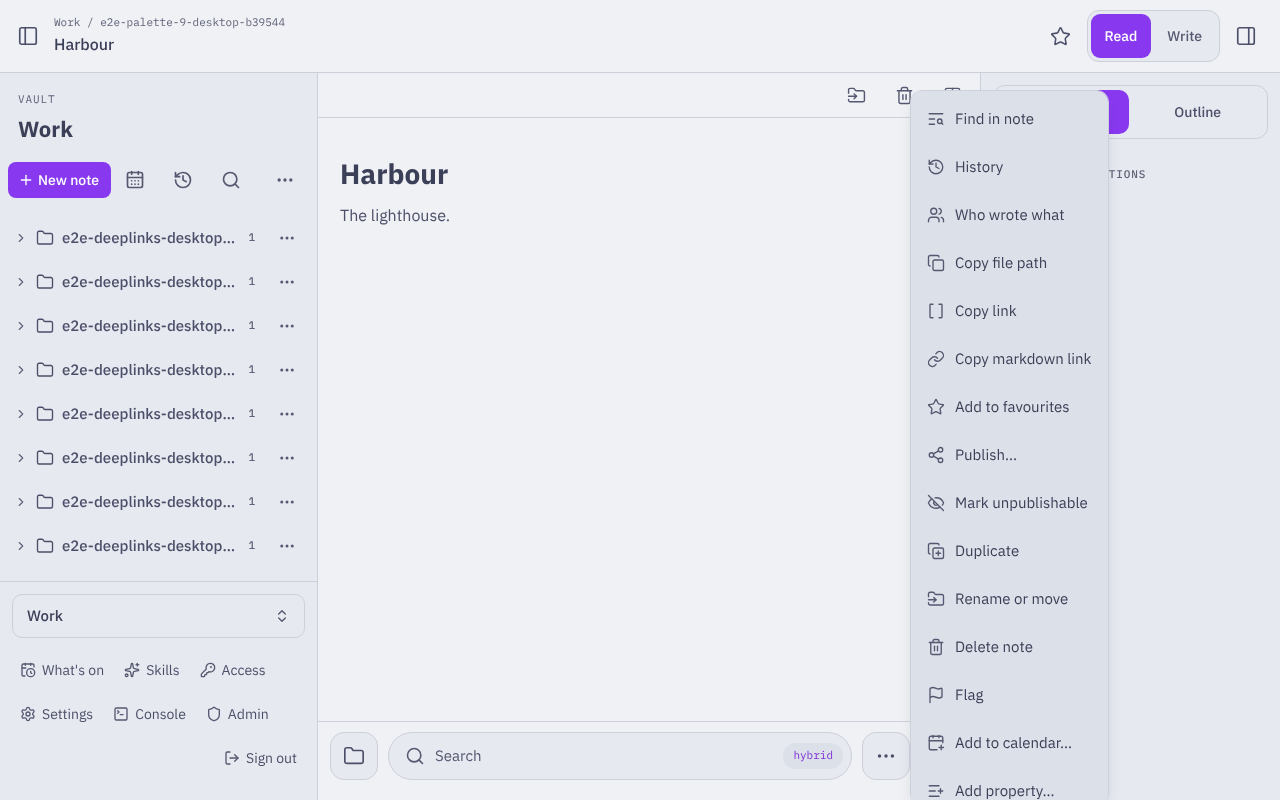 Work / e2e-palette-9-desktop-b39544
Harbour
Read
Write
VAULT
Work
New note
e2e-deeplinks-desktop... 1
e2e-deeplinks-desktop... 1
e2e-deeplinks-desktop... 1
e2e-deeplinks-desktop... 1
e2e-deeplinks-desktop... 1
e2e-deeplinks-desktop... 1
e2e-deeplinks-desktop... 1
e2e-deeplinks-desktop... 1
Work
What's on
Skills
Access
Settings
Console
Admin
Sign out
Harbour
The lighthouse.
Search
hybrid
Find in note
History
Who wrote what
Copy file path
Copy link
Copy markdown link
Add to favourites
Publish...
Mark unpublishable
Duplicate
Rename or move
Delete note
Flag
Add to calendar...
Add property...
Outline
TIONS